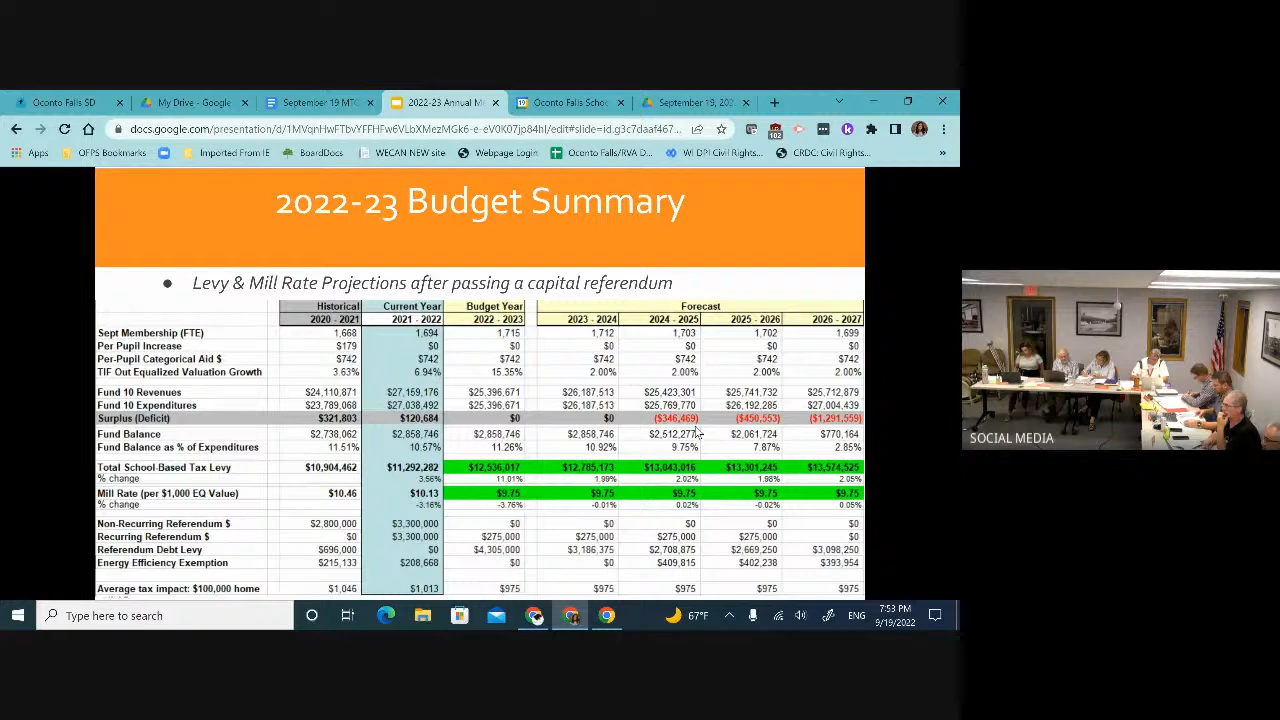 Oconto Falls SD
My Drive - Google
September 19 MTG
2022-23 Annual Me
Oconto Falls Schoo
September 19, 202
docs.google.com/presentation/d/1MVqnHwFTbvYFFHFw6VLbXMezMGk6-e-eV0K07jp84hI/edit#slide=id.g3c7daaf467...
102
Apps
OFPS Bookmarks
Imported From IE
BoardDocs
WECAN NEW site
Webpage Login
Oconto Falls/RVA D...
WI DPI Civil Rights...
CRDC: Civil Rights...
2022-23 Budget Summary
● Levy & Mill Rate Projections after passing a capital referendum
Historical Current Year Budget Year Forecast
2020 - 2021 2021 - 2022 2022 - 2023 2023 - 2024 2024 - 2025 2025 - 2026 2026 - 2027
Sept Membership (FTE) 1,668 1,694 1,715 1,712 1,703 1,702 1,699
Per Pupil Increase $179 $0 $0 $0 $0 $0 $0
Per-Pupil Categorical Aid $ $742 $742 $742 $742 $742 $742 $742
TIF Out Equalized Valuation Growth 3.63% 6.94% 15.35% 2.00% 2.00% 2.00% 2.00%
Fund 10 Revenues $24,110,871 $27,159,176 $25,396,671 $26,187,513 $25,423,301 $25,741,732 $25,712,879
Fund 10 Expenditures $23,789,068 $27,038,492 $25,396,671 $26,187,513 $25,769,770 $26,192,285 $27,004,439
Surplus (Deficit) $321,803 $120,684 $0 $0 ($346,469) ($450,553) ($1,291,559)
Fund Balance $2,738,062 $2,858,746 $2,858,746 $2,858,746 $2,512,277 $2,061,724 $770,164
Fund Balance as % of Expenditures 11.51% 10.57% 11.26% 10.92% 9.75% 7.87% 2.85%
Total School-Based Tax Levy $10,904,462 $11,292,282 $12,536,017 $12,785,173 $13,043,016 $13,301,245 $13,574,525
% change 3.56% 11.01% 1.99% 2.02% 1.98% 2.05%
Mill Rate (per $1,000 EQ Value) $10.46 $10.13 $9.75 $9.75 $9.75 $9.75 $9.75
% change -3.16% -3.76% -0.01% 0.02% -0.02% 0.05%
Non-Recurring Referendum $ $2,800,000 $3,300,000 $0 $0 $0 $0 $0
Recurring Referendum $ $0 $3,300,000 $275,000 $275,000 $275,000 $275,000 $0
Referendum Debt Levy $696,000 $0 $4,305,000 $3,186,375 $2,708,875 $2,669,250 $3,098,250
Energy Efficiency Exemption $215,133 $208,668 $0 $0 $409,815 $402,238 $393,954
Average tax impact: $100,000 home $1,046 $1,013 $975 $975 $975 $975 $975
SOCIAL MEDIA
Type here to search
67°F
ENG
7:53 PM
9/19/2022